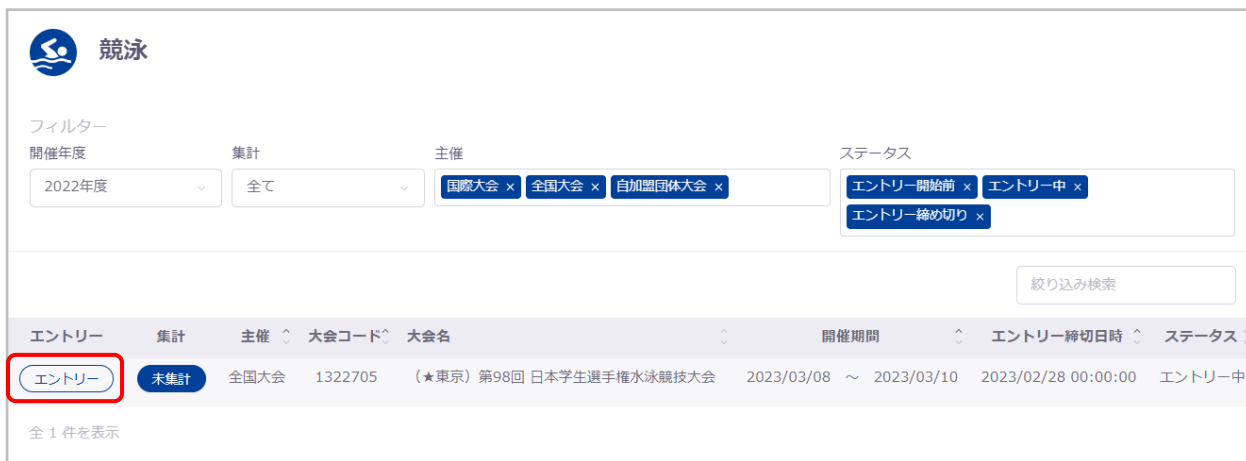 競泳
フィルター
開催年度 集計 主催 ステータス
2022年度 全て 国際大会 × 全国大会 × 自加盟団体大会 × エントリー開始前 × エントリー中 ×
エントリー締め切り ×
絞り込み検索
エントリー 集計 主催 大会コード 大会名 開催期間 エントリー締切日時 ステータス
エントリー 未集計 全国大会 1322705 （★東京）第98回 日本学生選手権水泳競技大会 2023/03/08 ～ 2023/03/10 2023/02/28 00:00:00 エントリー中
全 1 件を表示